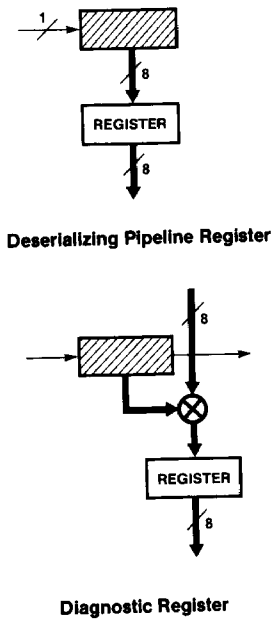 1
8
REGISTER
8
Deserializing Pipeline Register
8
REGISTER
8
Diagnostic Register